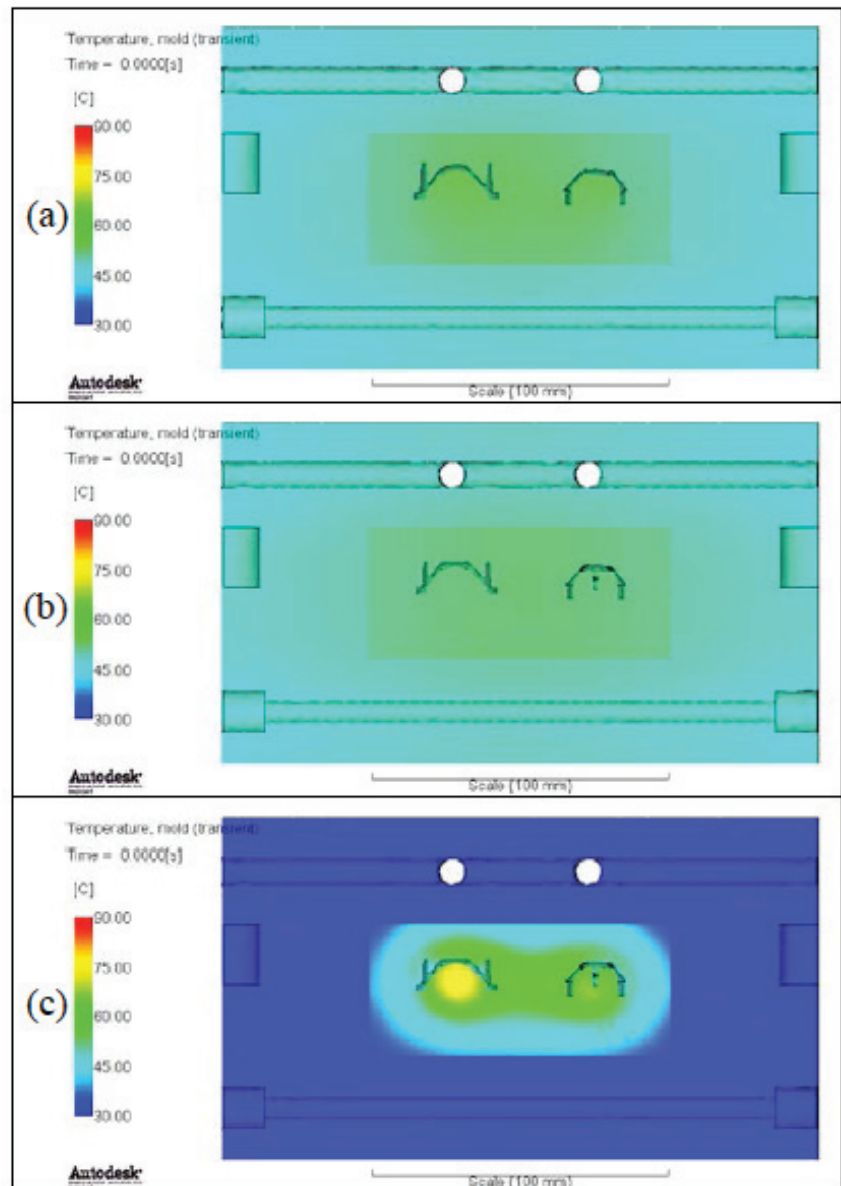 (a)
Temperature, mold (transient)
Time = 0.0000[s]
[C]
90.00
75.00
60.00
45.00
30.00
Autodesk
Scale (100 mm)
(b)
Temperature, mold (transient)
Time = 0.0000[s]
[C]
90.00
75.00
60.00
45.00
30.00
Autodesk
Scale (100 mm)
(c)
Temperature, mold (transient)
Time = 0.0000[s]
[C]
90.00
75.00
60.00
45.00
30.00
Autodesk
Scale (100 mm)